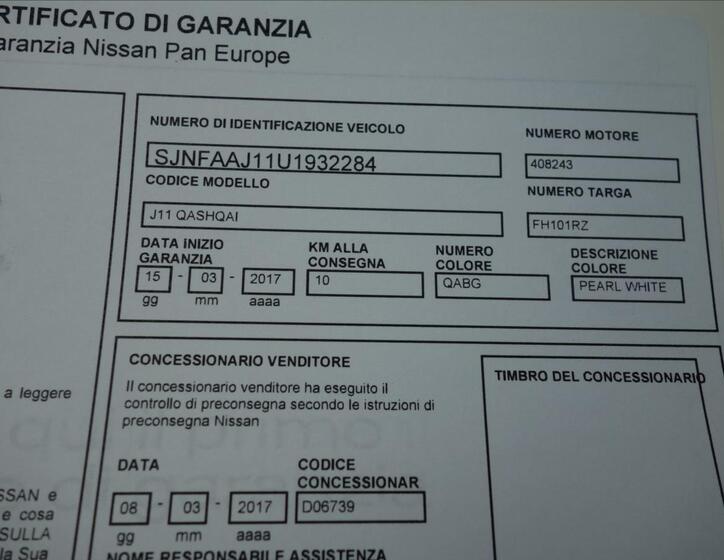 RTIFICATO DI GARANZIA
aranzia Nissan Pan Europe
NUMERO DI IDENTIFICAZIONE VEICOLO
NUMERO MOTORE
SJNFAAJ11U1932284
408243
CODICE MODELLO
NUMERO TARGA
J11 QASHQAI
FH101RZ
DATA INIZIO GARANZIA
KM ALLA CONSEGNA
NUMERO COLORE
DESCRIZIONE COLORE
15 - 03 - 2017
10
QABG
PEARL WHITE
gg mm aaaa
CONCESSIONARIO VENDITORE
TIMBRO DEL CONCESSIONARIO
Il concessionario venditore ha eseguito il
controllo di preconsegna secondo le istruzioni di
preconsegna Nissan
a leggere
DATA
CODICE CONCESSIONAR
08 - 03 - 2017
D06739
gg mm aaaa
SSAN e
e cosa
SULLA
la Sua
NOME RESPONSABILE ASSISTENZA